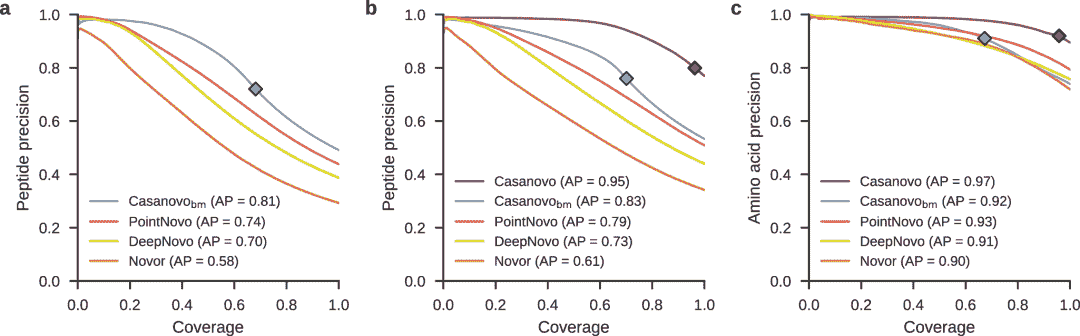 a
Peptide precision
1.0
0.8
0.6
0.4
0.2
0.0
Casanovobm (AP = 0.81)
PointNovo (AP = 0.74)
DeepNovo (AP = 0.70)
Novor (AP = 0.58)
0.0 0.2 0.4 0.6 0.8 1.0
Coverage
b
Peptide precision
1.0
0.8
0.6
0.4
0.2
0.0
Casanovo (AP = 0.95)
Casanovobm (AP = 0.83)
PointNovo (AP = 0.79)
DeepNovo (AP = 0.73)
Novor (AP = 0.61)
0.0 0.2 0.4 0.6 0.8 1.0
Coverage
c
Amino acid precision
1.0
0.8
0.6
0.4
0.2
0.0
Casanovo (AP = 0.97)
Casanovobm (AP = 0.92)
PointNovo (AP = 0.93)
DeepNovo (AP = 0.91)
Novor (AP = 0.90)
0.0 0.2 0.4 0.6 0.8 1.0
Coverage